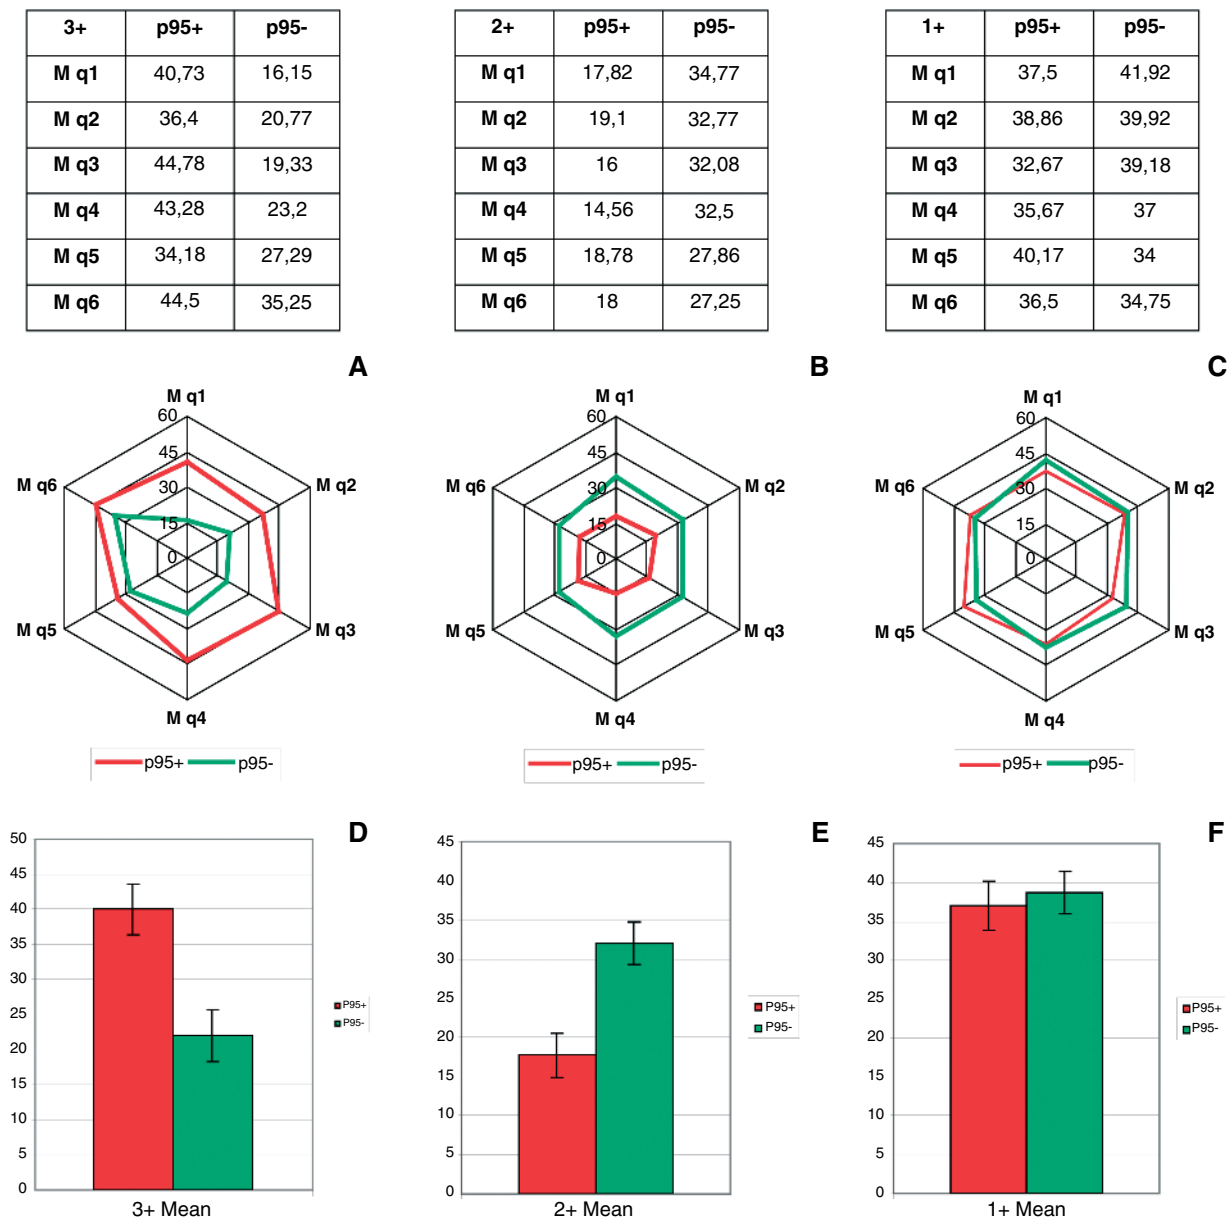 3+ p95+ p95-
M q1 40,73 16,15
M q2 36,4 20,77
M q3 44,78 19,33
M q4 43,28 23,2
M q5 34,18 27,29
M q6 44,5 35,25
2+ p95+ p95-
M q1 17,82 34,77
M q2 19,1 32,77
M q3 16 32,08
M q4 14,56 32,5
M q5 18,78 27,86
M q6 18 27,25
1+ p95+ p95-
M q1 37,5 41,92
M q2 38,86 39,92
M q3 32,67 39,18
M q4 35,67 37
M q5 40,17 34
M q6 36,5 34,75
A
M q1
60
45
M q6 M q2
30
15
0
M q5 M q3
M q4
p95+ p95-
B
M q1
60
45
M q6 M q2
30
15
0
M q5 M q3
M q4
p95+ p95-
C
M q1
60
45
M q6 M q2
30
15
0
M q5 M q3
M q4
p95+ p95-
D
50
45
40
35
30
25
20
15
10
5
0
P95+
P95-
3+ Mean
E
45
40
35
30
25
20
15
10
5
0
P95+
P95-
2+ Mean
F
45
40
35
30
25
20
15
10
5
0
P95+
P95-
1+ Mean